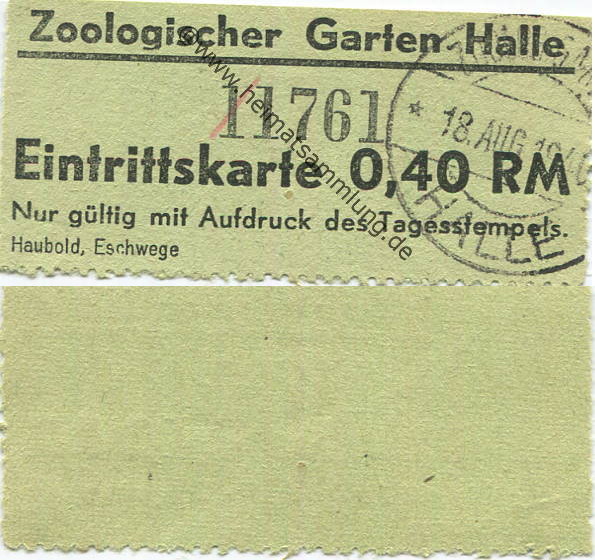 Zoologischer Garten Halle
11761
Eintrittskarte 0,40 RM
Nur gültig mit Aufdruck des Tagesstempels.
Haubold, Eschwege
* 18. AUG. 1940
HALLE
©www.heimatsammlung.de